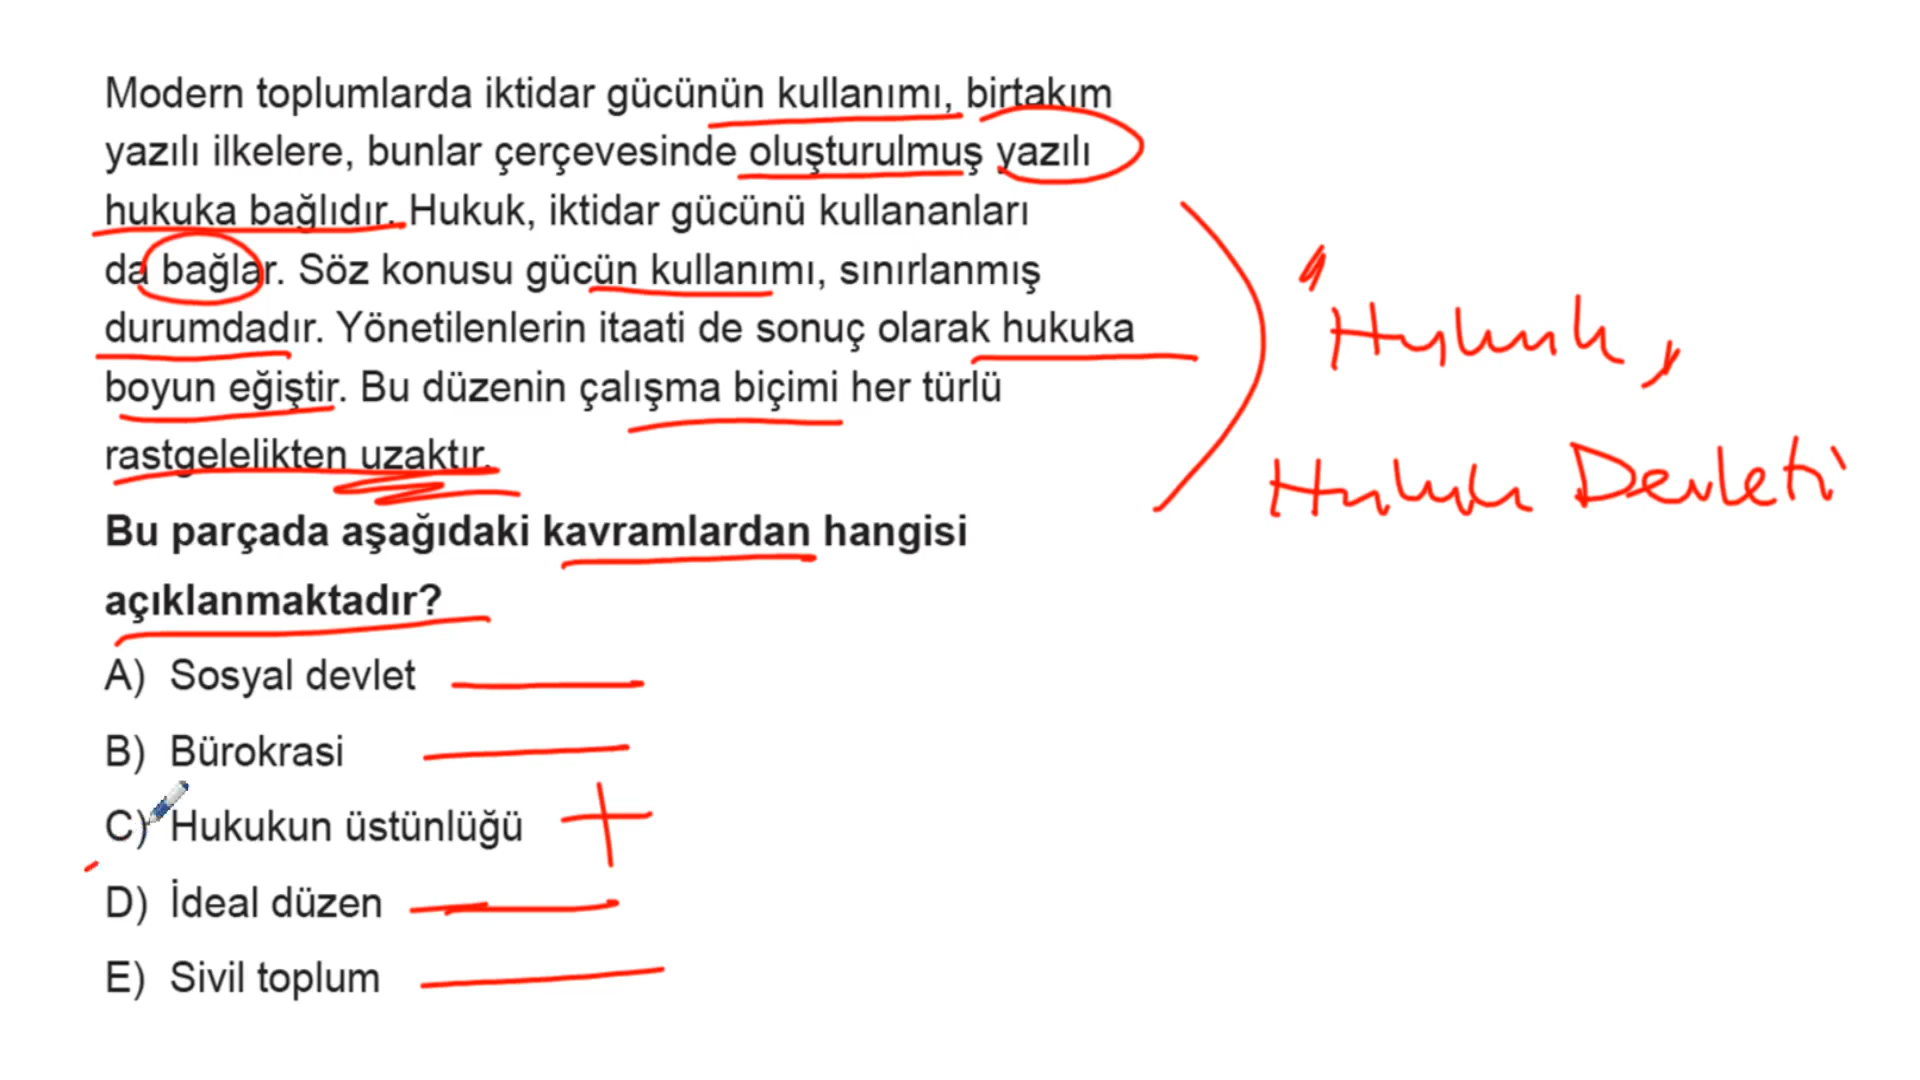 Modern toplumlarda iktidar gücünün kullanımı, birtakım
yazılı ilkelere, bunlar çerçevesinde oluşturulmuş yazılı
hukuka bağlıdır. Hukuk, iktidar gücünü kullananları
da bağlar. Söz konusu gücün kullanımı, sınırlanmış
durumdadır. Yönetilenlerin itaati de sonuç olarak hukuka
boyun eğiştir. Bu düzenin çalışma biçimi her türlü
rastgelelikten uzaktır.
"Hukuk"
Hukuk Devleti
Bu parçada aşağıdaki kavramlardan hangisi
açıklanmaktadır?
A) Sosyal devlet
B) Bürokrasi
C) Hukukun üstünlüğü
D) İdeal düzen
E) Sivil toplum